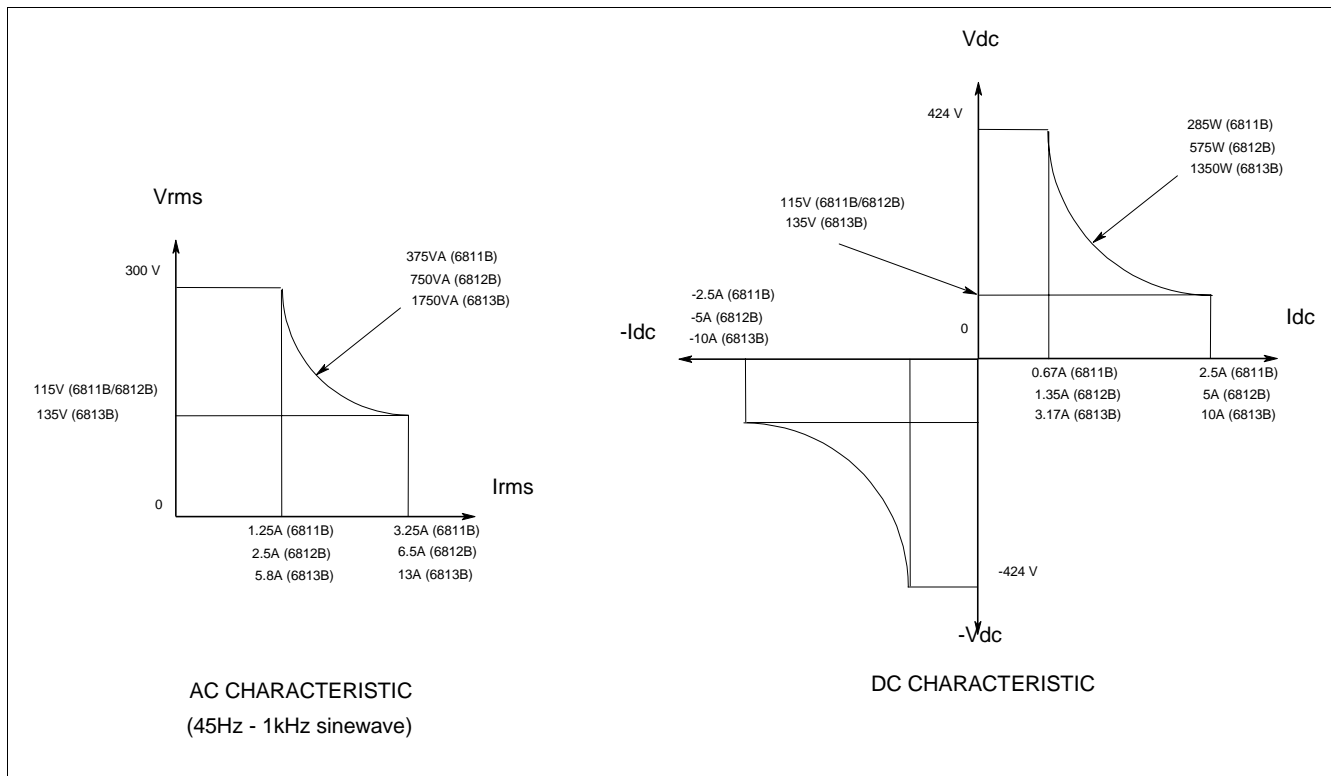 Vrms
300 V
375VA (6811B)
750VA (6812B)
1750VA (6813B)
115V (6811B/6812B)
135V (6813B)
0
Irms
1.25A (6811B)
2.5A (6812B)
5.8A (6813B)
3.25A (6811B)
6.5A (6812B)
13A (6813B)
AC CHARACTERISTIC
(45Hz - 1kHz sinewave)
Vdc
424 V
285W (6811B)
575W (6812B)
1350W (6813B)
115V (6811B/6812B)
135V (6813B)
-2.5A (6811B)
-5A (6812B)
-10A (6813B)
-Idc
0
Idc
0.67A (6811B)
1.35A (6812B)
3.17A (6813B)
2.5A (6811B)
5A (6812B)
10A (6813B)
-424 V
-Vdc
DC CHARACTERISTIC